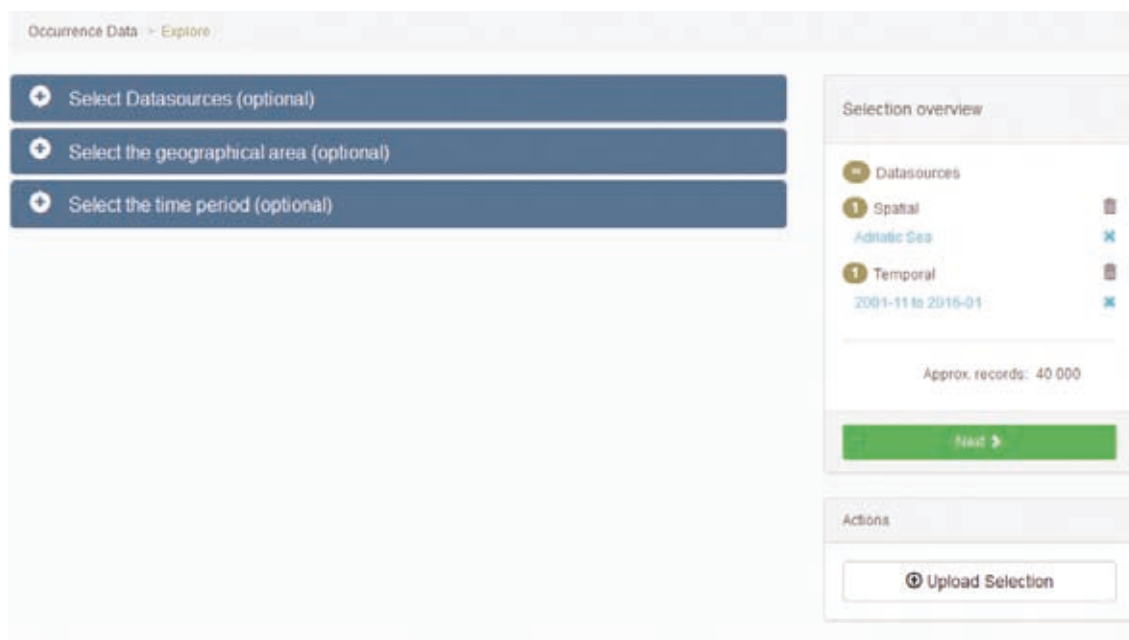 Occurrence Data > Explore
Select Datasources (optional)
Select the geographical area (optional)
Select the time period (optional)
Selection overview
∞ Datasources
1 Spatial
Adriatic Sea
1 Temporal
2001-11 to 2016-01
Approx. records: 40 000
Next
Actions
Upload Selection